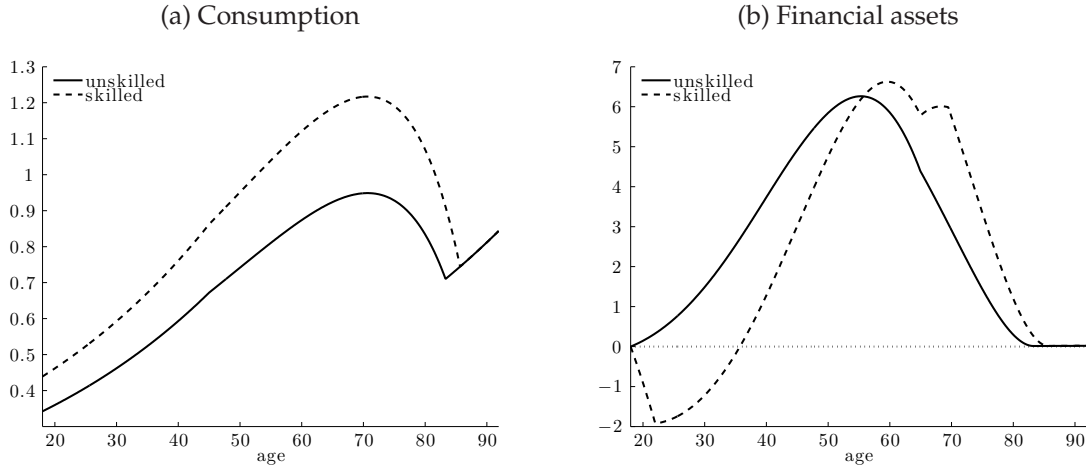 (a) Consumption
1.3
unskilled
skilled
1.2
1.1
1
0.9
0.8
0.7
0.6
0.5
0.4
20 30 40 50 60 70 80 90
age
(b) Financial assets
7
unskilled
skilled
6
5
4
3
2
1
0
−1
−2
20 30 40 50 60 70 80 90
age